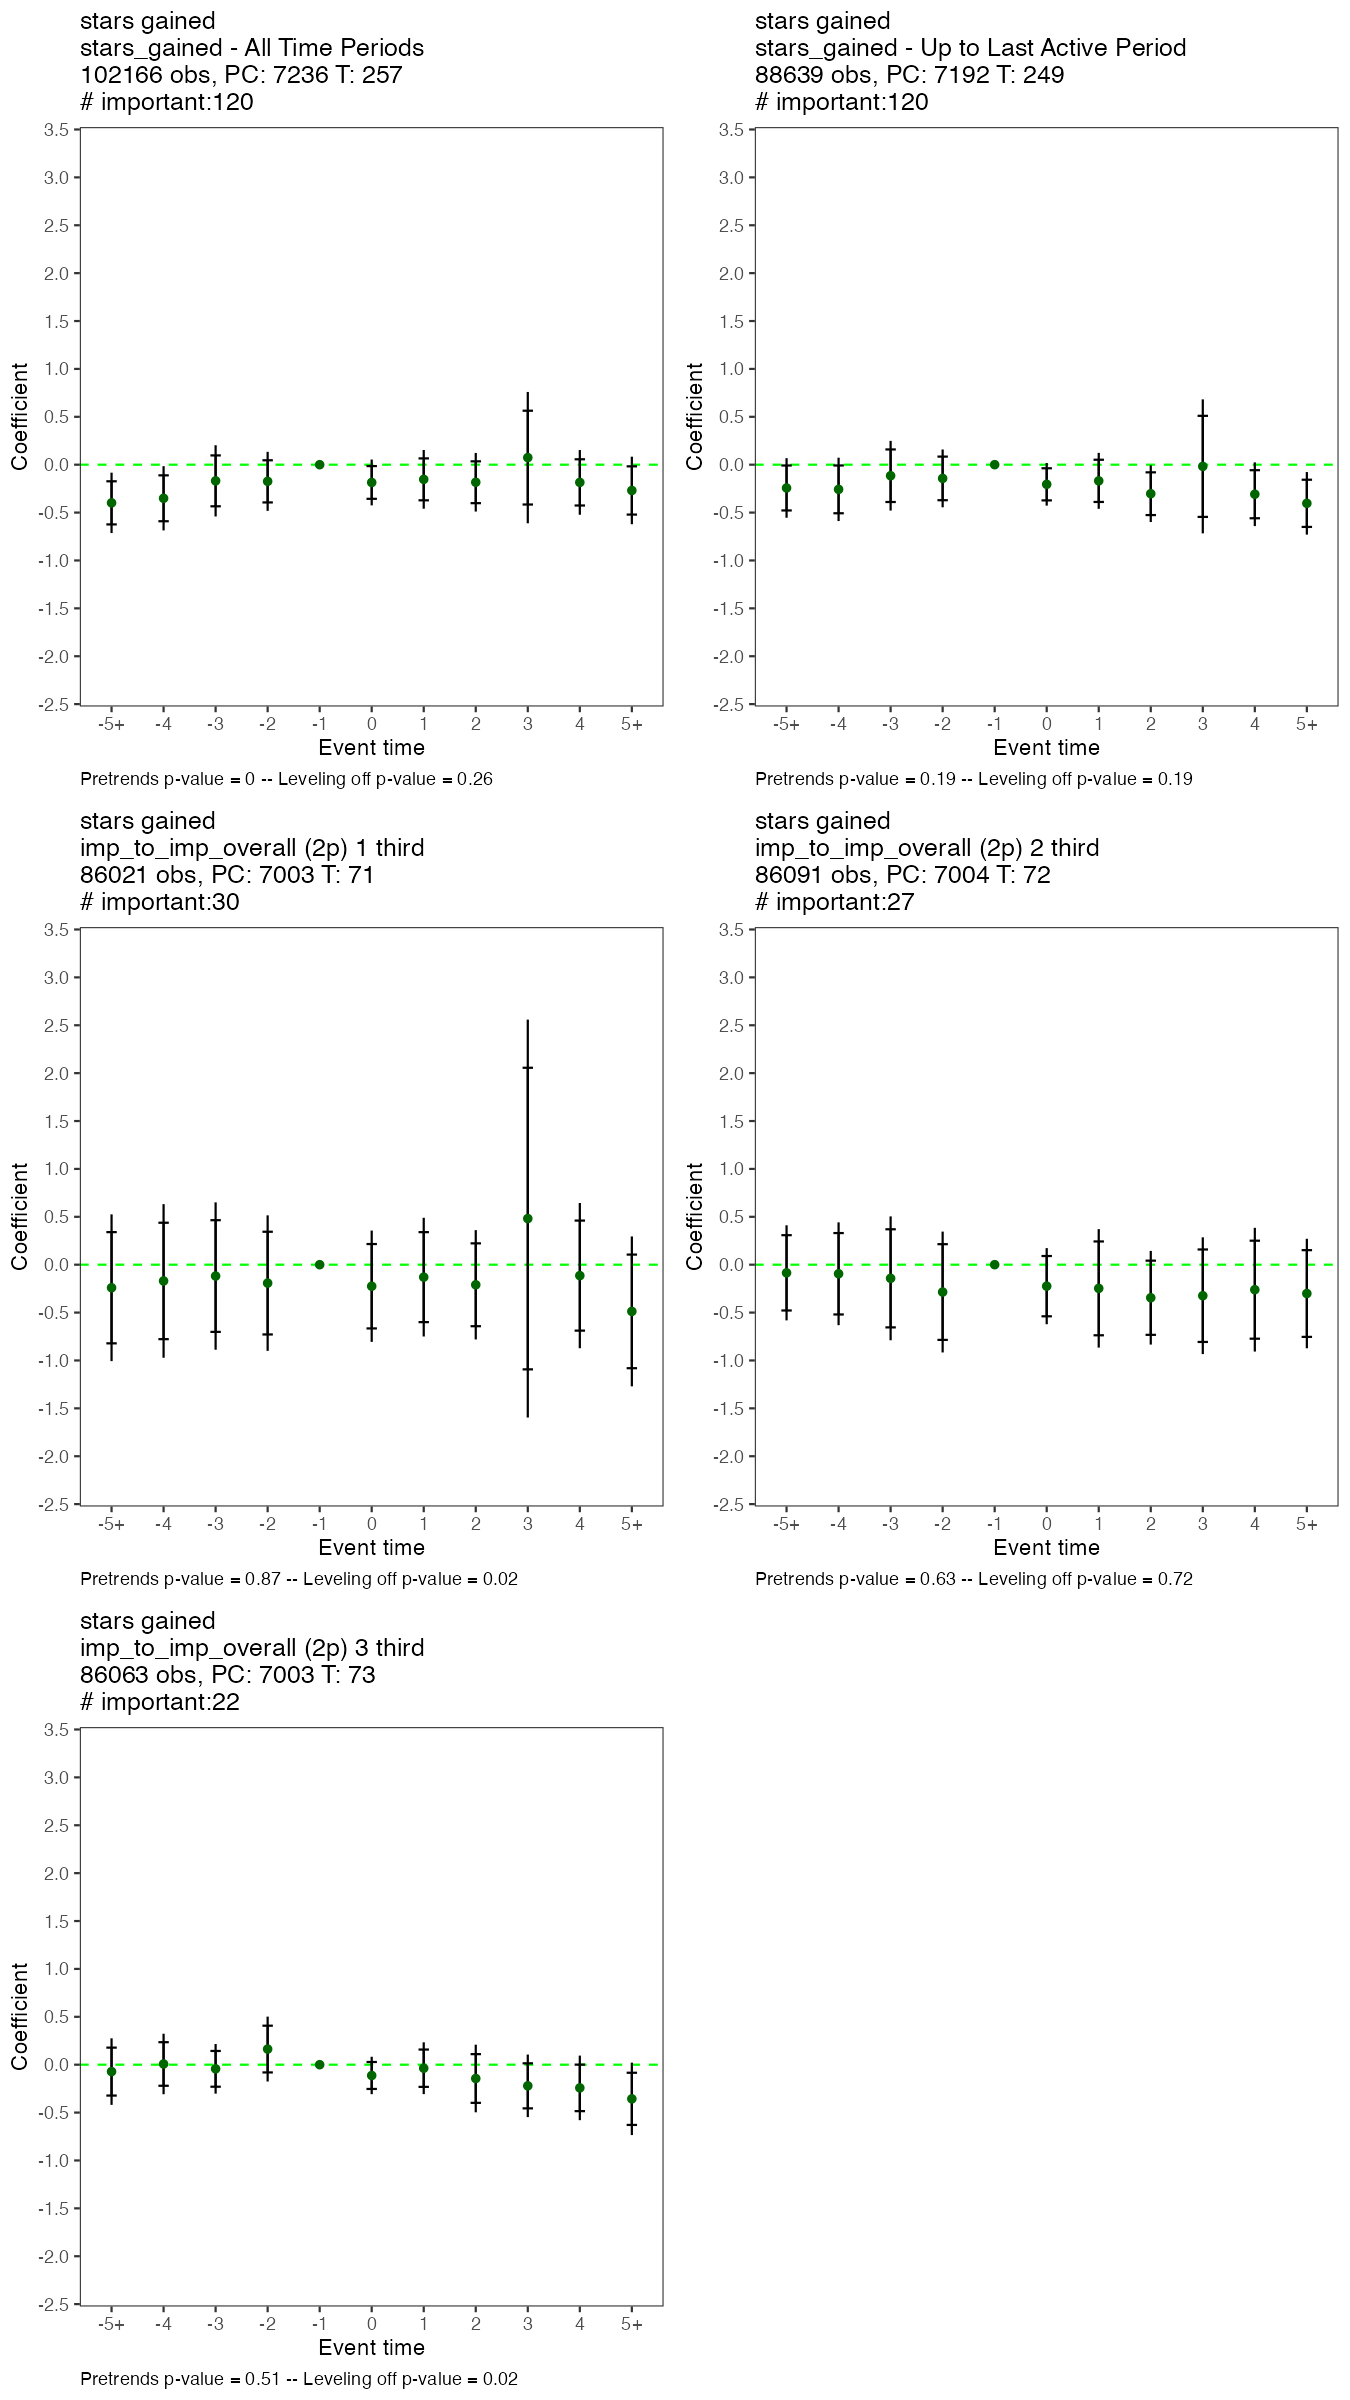 stars gained
stars_gained - All Time Periods
102166 obs, PC: 7236 T: 257
# important:120
3.5
3.0
2.5
2.0
1.5
1.0
0.5
0.0
-0.5
-1.0
-1.5
-2.0
-2.5
Coefficient
-5+ -4 -3 -2 -1 0 1 2 3 4 5+
Event time
Pretrends p-value = 0 -- Leveling off p-value = 0.26
stars gained
stars_gained - Up to Last Active Period
88639 obs, PC: 7192 T: 249
# important:120
3.5
3.0
2.5
2.0
1.5
1.0
0.5
0.0
-0.5
-1.0
-1.5
-2.0
-2.5
Coefficient
-5+ -4 -3 -2 -1 0 1 2 3 4 5+
Event time
Pretrends p-value = 0.19 -- Leveling off p-value = 0.19
stars gained
imp_to_imp_overall (2p) 1 third
86021 obs, PC: 7003 T: 71
# important:30
3.5
3.0
2.5
2.0
1.5
1.0
0.5
0.0
-0.5
-1.0
-1.5
-2.0
-2.5
Coefficient
-5+ -4 -3 -2 -1 0 1 2 3 4 5+
Event time
Pretrends p-value = 0.87 -- Leveling off p-value = 0.02
stars gained
imp_to_imp_overall (2p) 2 third
86091 obs, PC: 7004 T: 72
# important:27
3.5
3.0
2.5
2.0
1.5
1.0
0.5
0.0
-0.5
-1.0
-1.5
-2.0
-2.5
Coefficient
-5+ -4 -3 -2 -1 0 1 2 3 4 5+
Event time
Pretrends p-value = 0.63 -- Leveling off p-value = 0.72
stars gained
imp_to_imp_overall (2p) 3 third
86063 obs, PC: 7003 T: 73
# important:22
3.5
3.0
2.5
2.0
1.5
1.0
0.5
0.0
-0.5
-1.0
-1.5
-2.0
-2.5
Coefficient
-5+ -4 -3 -2 -1 0 1 2 3 4 5+
Event time
Pretrends p-value = 0.51 -- Leveling off p-value = 0.02